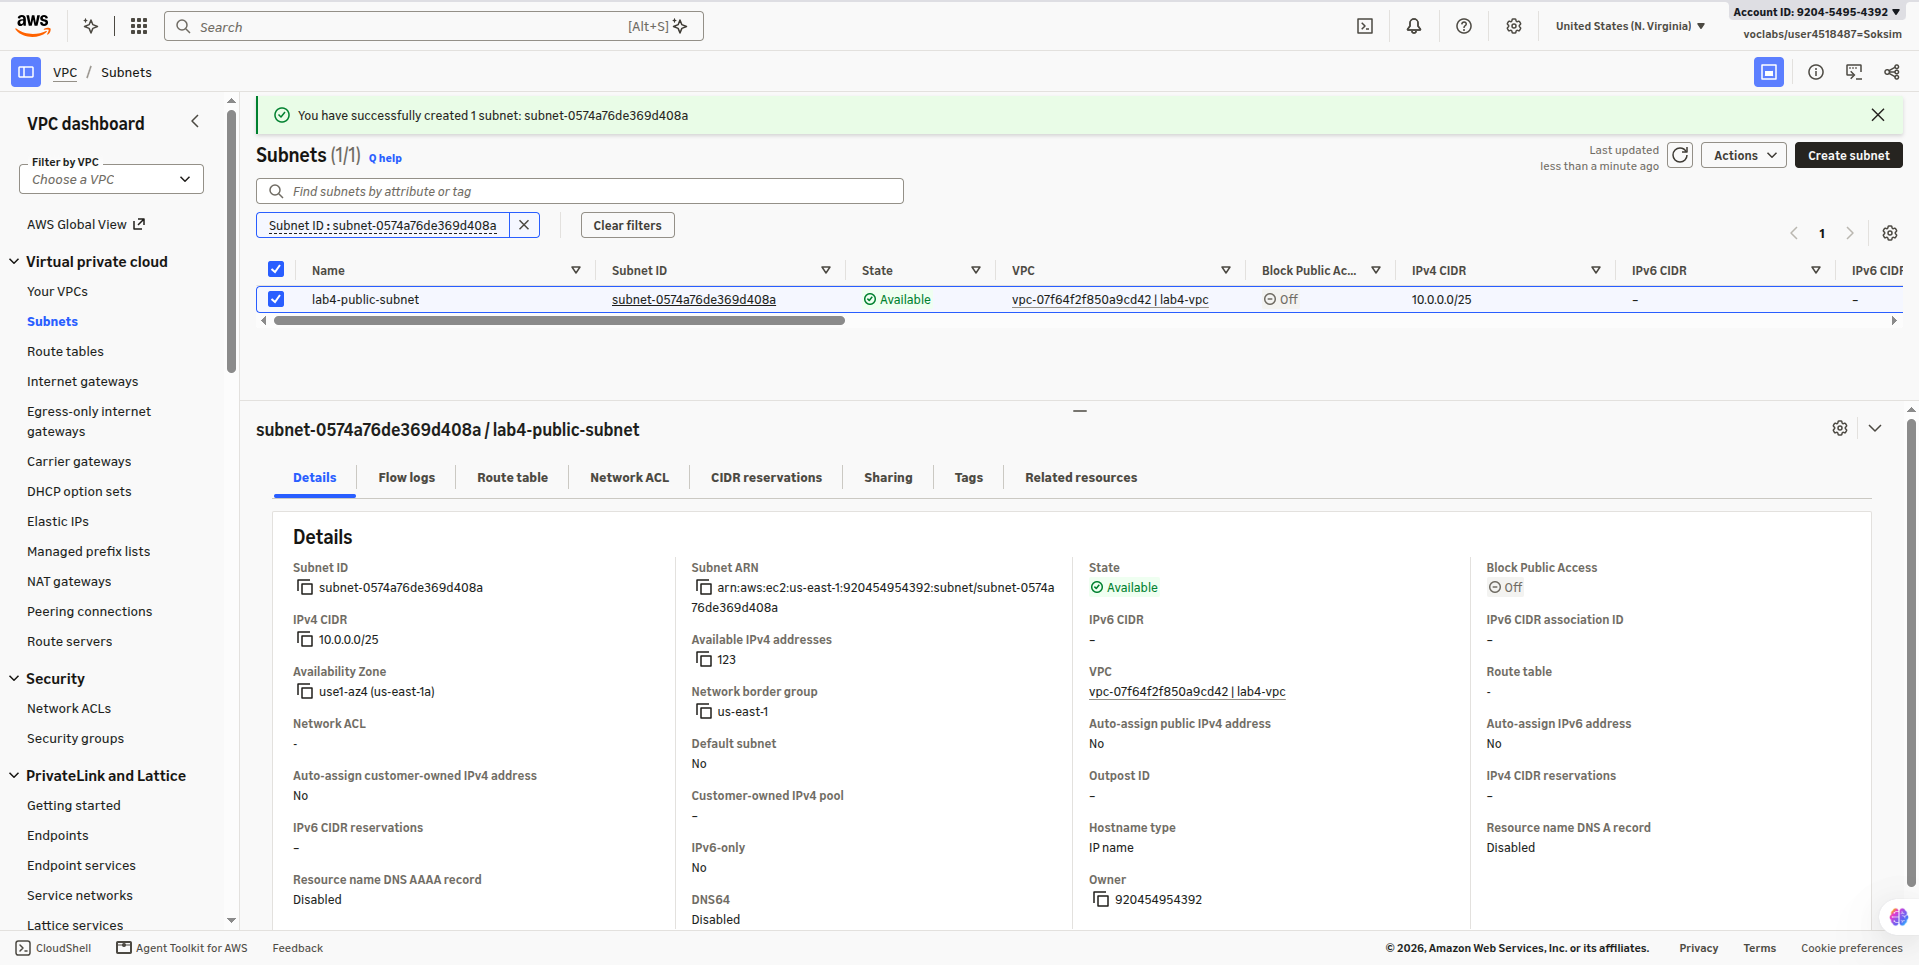 aws
Search
[Alt+S]
United States (N. Virginia)
Account ID: 9204-5495-4392
voclabs/user4518487=Soksim
VPC / Subnets
VPC dashboard
Filter by VPC
Choose a VPC
AWS Global View
Virtual private cloud
Your VPCs
Subnets
Route tables
Internet gateways
Egress-only internet
gateways
Carrier gateways
DHCP option sets
Elastic IPs
Managed prefix lists
NAT gateways
Peering connections
Route servers
Security
Network ACLs
Security groups
PrivateLink and Lattice
Getting started
Endpoints
Endpoint services
Service networks
Lattice services
You have successfully created 1 subnet: subnet-0574a76de369d408a
Subnets (1/1) Q help
Last updated
less than a minute ago
Actions
Create subnet
Find subnets by attribute or tag
Subnet ID : subnet-0574a76de369d408a
Clear filters
1
Name Subnet ID State VPC Block Public Ac... IPv4 CIDR IPv6 CIDR IPv6 CIDR
lab4-public-subnet subnet-0574a76de369d408a Available vpc-07f64f2f850a9cd42 | lab4-vpc Off 10.0.0.0/25 – –
subnet-0574a76de369d408a / lab4-public-subnet
Details Flow logs Route table Network ACL CIDR reservations Sharing Tags Related resources
Details
Subnet ID
subnet-0574a76de369d408a
IPv4 CIDR
10.0.0.0/25
Availability Zone
use1-az4 (us-east-1a)
Network ACL
-
Auto-assign customer-owned IPv4 address
No
IPv6 CIDR reservations
–
Resource name DNS AAAA record
Disabled
Subnet ARN
arn:aws:ec2:us-east-1:920454954392:subnet/subnet-0574a
76de369d408a
Available IPv4 addresses
123
Network border group
us-east-1
Default subnet
No
Customer-owned IPv4 pool
–
IPv6-only
No
DNS64
Disabled
State
Available
IPv6 CIDR
–
VPC
vpc-07f64f2f850a9cd42 | lab4-vpc
Auto-assign public IPv4 address
No
Outpost ID
–
Hostname type
IP name
Owner
920454954392
Block Public Access
Off
IPv6 CIDR association ID
–
Route table
-
Auto-assign IPv6 address
No
IPv4 CIDR reservations
–
Resource name DNS A record
Disabled
CloudShell Agent Toolkit for AWS Feedback
© 2026, Amazon Web Services, Inc. or its affiliates. Privacy Terms Cookie preferences